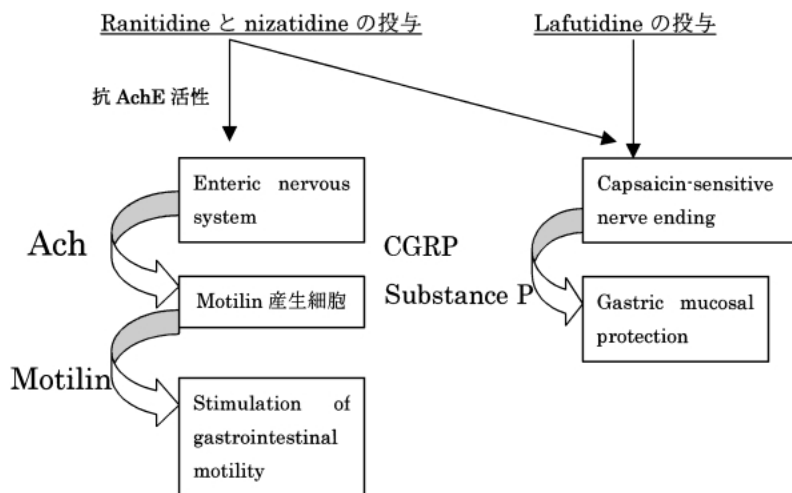 Ranitidine と nizatidine の投与
Lafutidine の投与
抗 AchE 活性
Enteric nervous
system
Capsaicin-sensitive
nerve ending
Ach
CGRP
Substance P
Motilin 産生細胞
Gastric mucosal
protection
Motilin
Stimulation of
gastrointestinal
motility